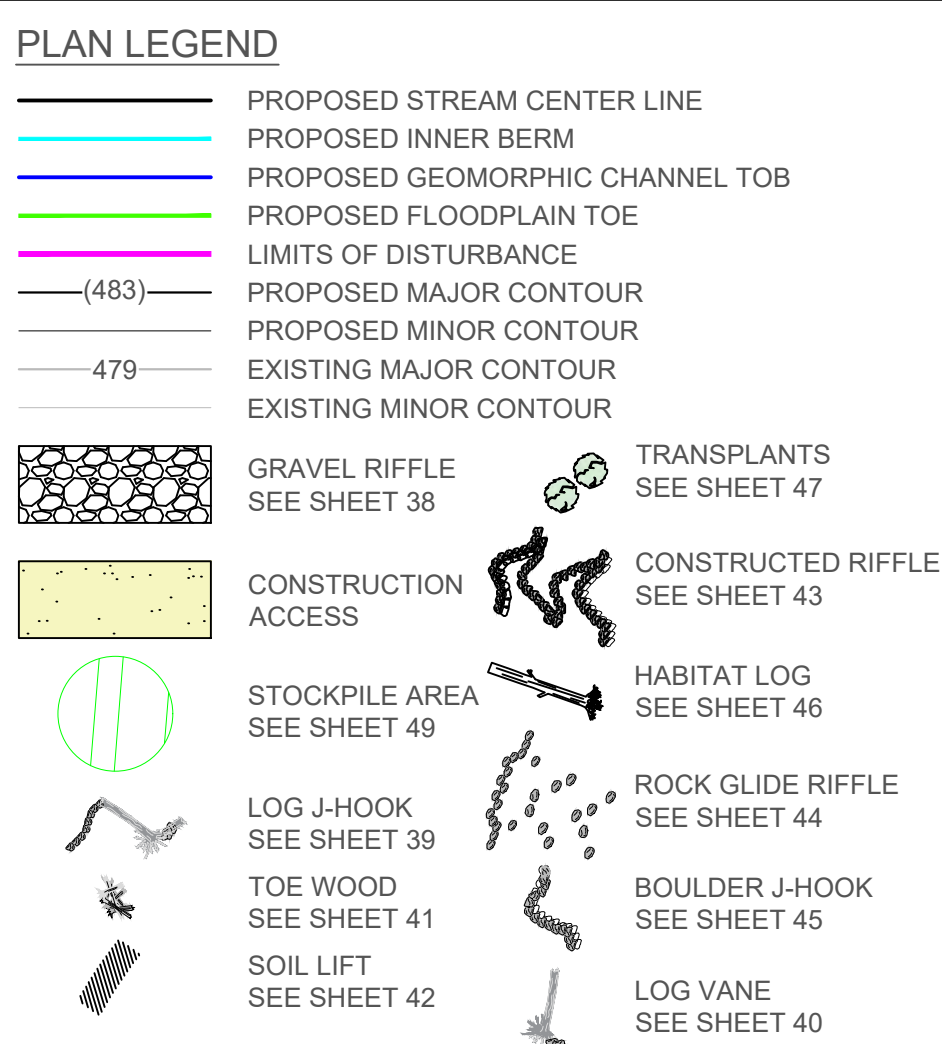 PLAN LEGEND
PROPOSED STREAM CENTER LINE
PROPOSED INNER BERM
PROPOSED GEOMORPHIC CHANNEL TOB
PROPOSED FLOODPLAIN TOE
LIMITS OF DISTURBANCE
(483) PROPOSED MAJOR CONTOUR
PROPOSED MINOR CONTOUR
479 EXISTING MAJOR CONTOUR
EXISTING MINOR CONTOUR
GRAVEL RIFFLE
SEE SHEET 38
CONSTRUCTION
ACCESS
STOCKPILE AREA
SEE SHEET 49
LOG J-HOOK
SEE SHEET 39
TOE WOOD
SEE SHEET 41
SOIL LIFT
SEE SHEET 42
TRANSPLANTS
SEE SHEET 47
CONSTRUCTED RIFFLE
SEE SHEET 43
HABITAT LOG
SEE SHEET 46
ROCK GLIDE RIFFLE
SEE SHEET 44
BOULDER J-HOOK
SEE SHEET 45
LOG VANE
SEE SHEET 40